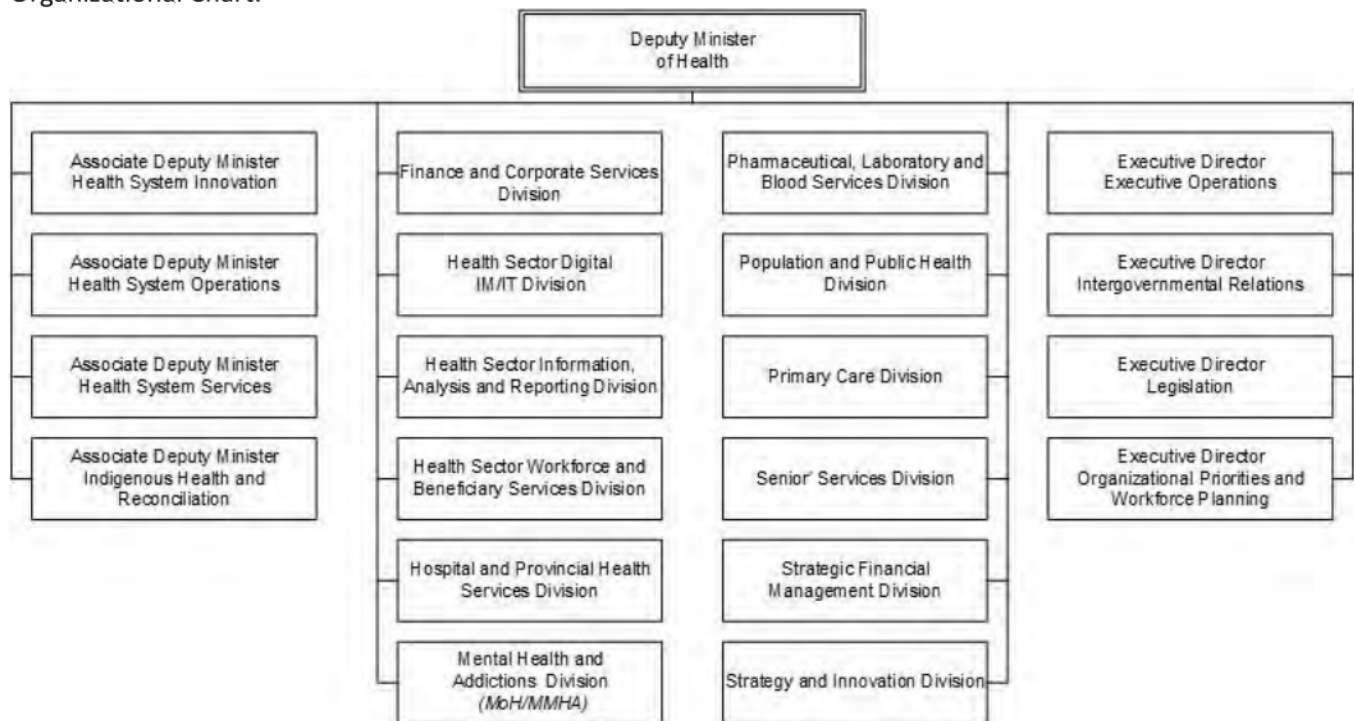 Organizational Chart:
Deputy Minister
of Health
Associate Deputy Minister
Health System Innovation
Associate Deputy Minister
Health System Operations
Associate Deputy Minister
Health System Services
Associate Deputy Minister
Indigenous Health and
Reconciliation
Finance and Corporate Services
Division
Health Sector Digital
IM/IT Division
Health Sector Information,
Analysis and Reporting Division
Health Sector Workforce and
Beneficiary Services Division
Hospital and Provincial Health
Services Division
Mental Health and
Addictions Division
(MoH/MMHA)
Pharmaceutical, Laboratory and
Blood Services Division
Population and Public Health
Division
Primary Care Division
Senior' Services Division
Strategic Financial
Management Division
Strategy and Innovation Division
Executive Director
Executive Operations
Executive Director
Intergovernmental Relations
Executive Director
Legislation
Executive Director
Organizational Priorities and
Workforce Planning